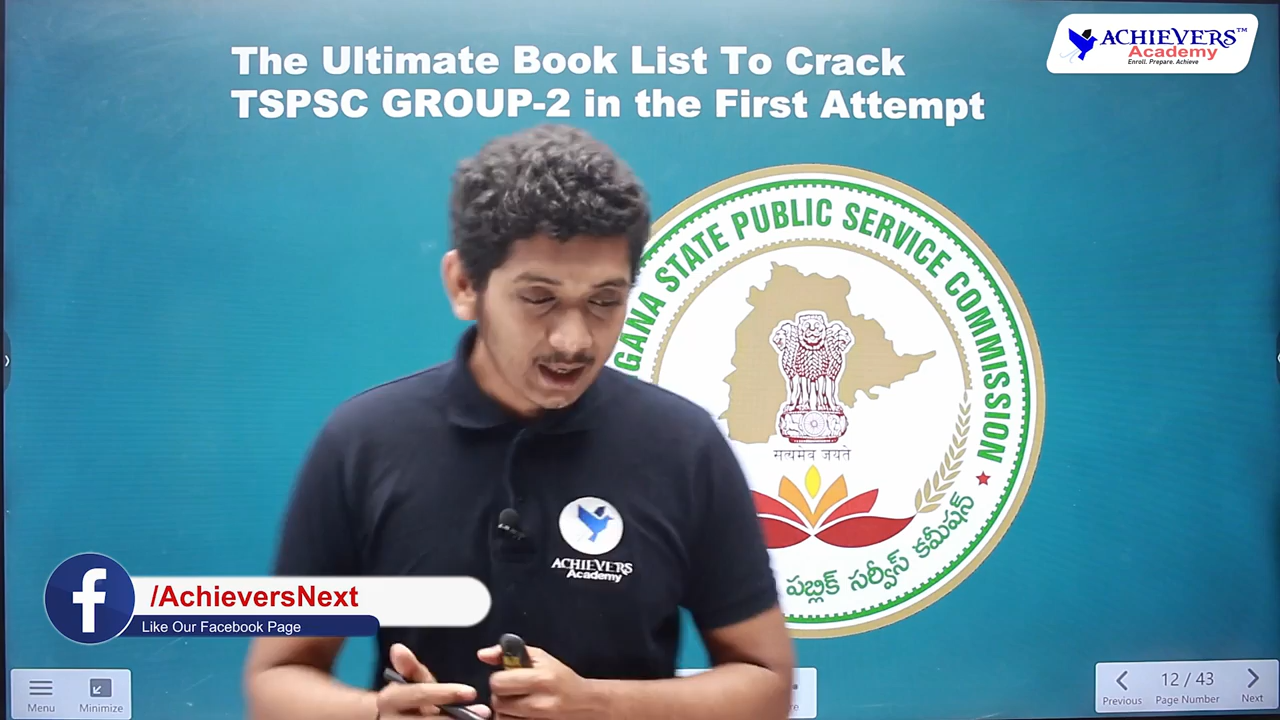 The Ultimate Book List To Crack
TSPSC GROUP-2 in the First Attempt
ACHIEVERS™
Academy
Enroll. Prepare. Achieve
GANA STATE PUBLIC SERVICE COMMISSION
सत्यमेव जयते
పబ్లిక్ సర్వీస్ కమీషన్
ACHIEVERS
Academy
/AchieversNext
Like Our Facebook Page
Menu
Minimize
12 / 43
Previous
Page Number
Next